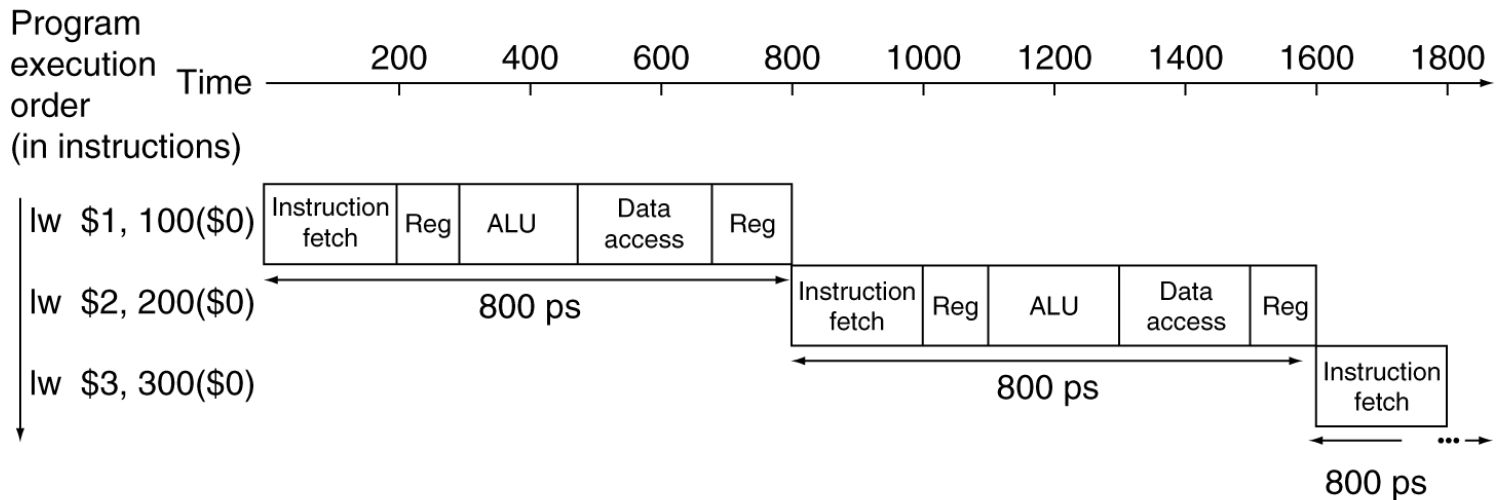 Program
execution
order
(in instructions)
Time
200 400 600 800 1000 1200 1400 1600 1800
lw $1, 100($0)
Instruction
fetch
Reg
ALU
Data
access
Reg
800 ps
lw $2, 200($0)
Instruction
fetch
Reg
ALU
Data
access
Reg
800 ps
lw $3, 300($0)
Instruction
fetch
...
800 ps